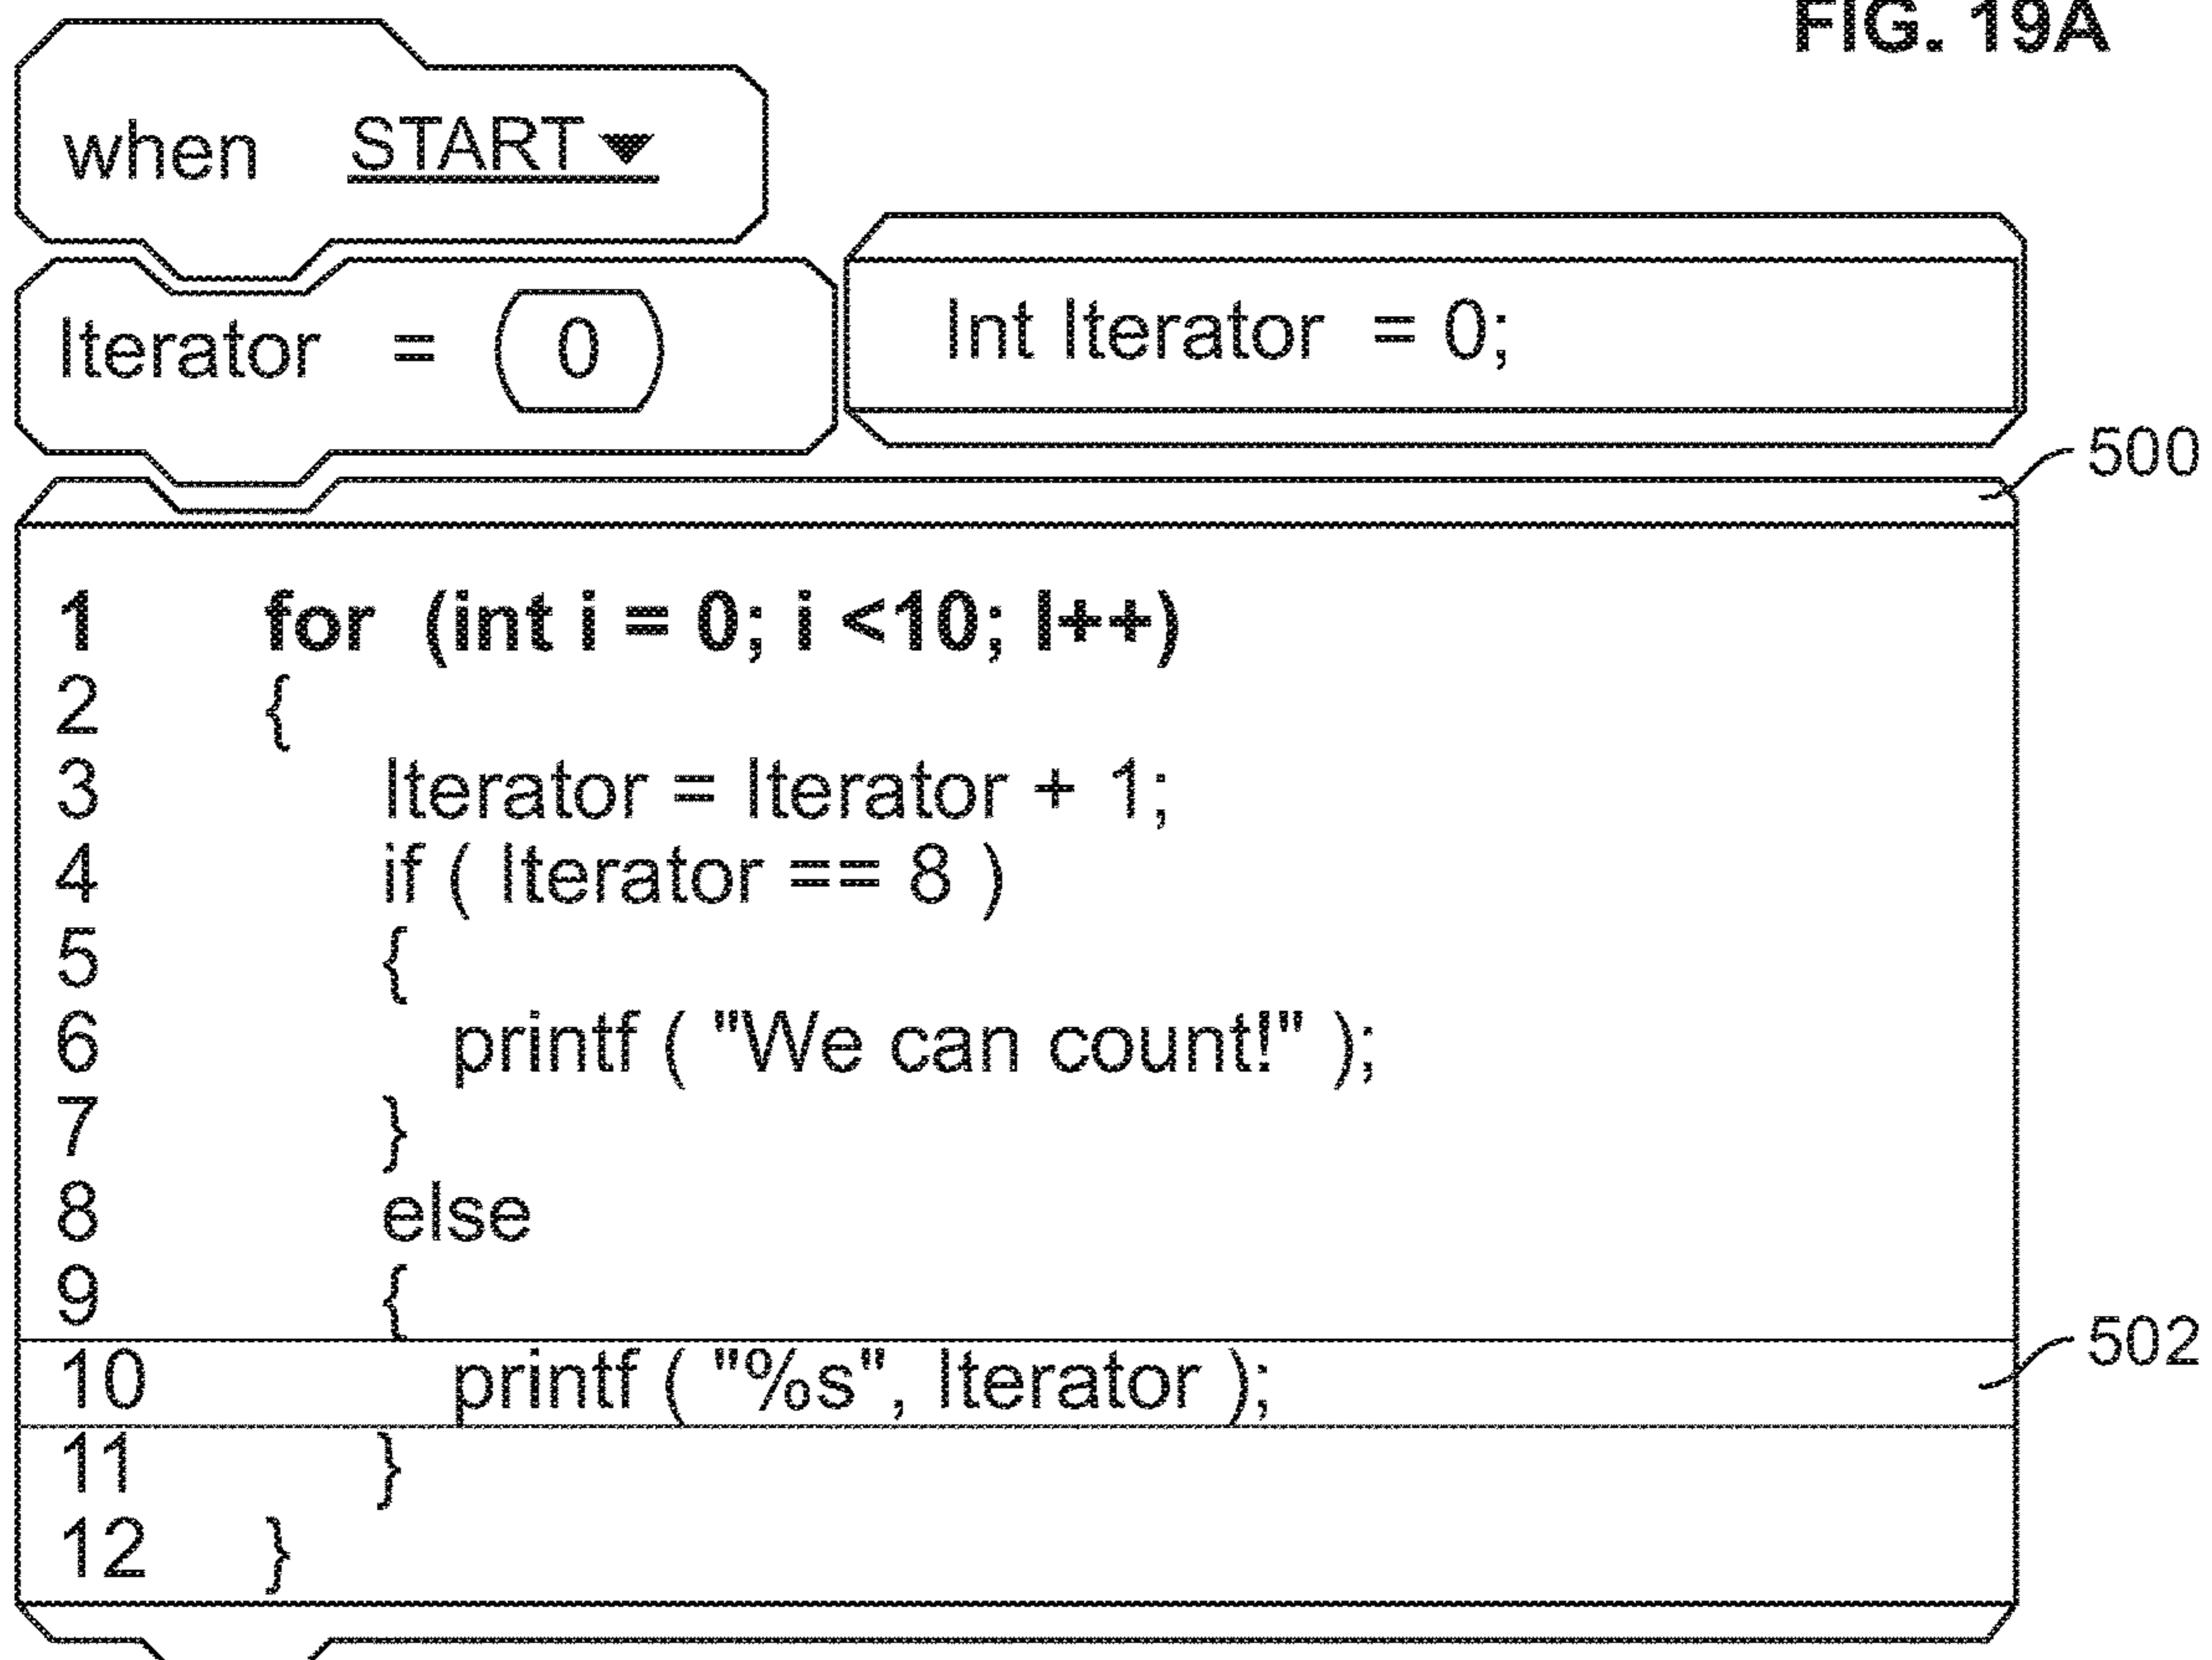 FIG. 19A
when START
Iterator = 0
Int Iterator = 0;
500
1 for (int i = 0; i <10; I++)
2 {
3 Iterator = Iterator + 1;
4 if ( Iterator == 8 )
5 {
6 printf ( "We can count!" );
7 }
8 else
9 {
10 printf ( "%s", Iterator );
502
11 }
12 }